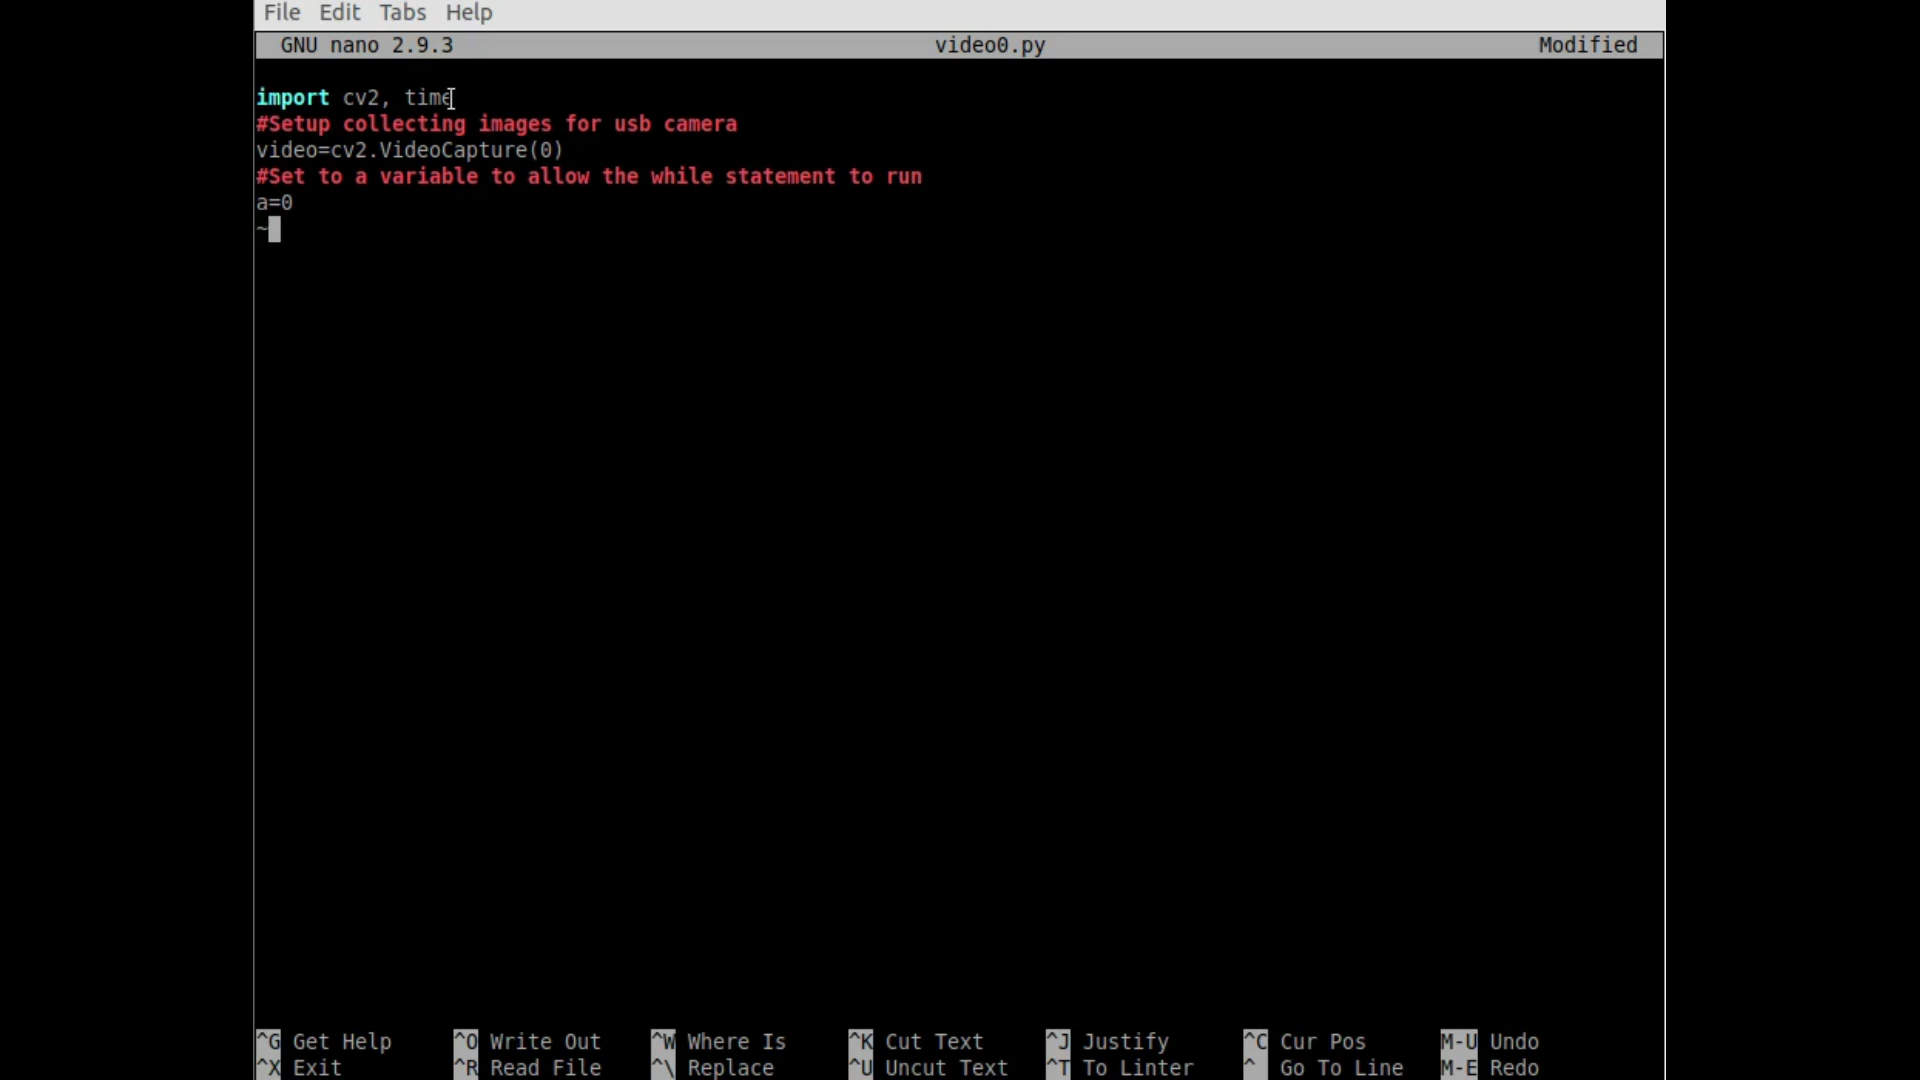 File Edit Tabs Help
GNU nano 2.9.3 video0.py Modified
import cv2, time
#Setup collecting images for usb camera
video=cv2.VideoCapture(0)
#Set to a variable to allow the while statement to run
a=0
~
^G Get Help ^O Write Out ^W Where Is ^K Cut Text ^J Justify ^C Cur Pos M-U Undo
^X Exit ^R Read File ^\ Replace ^U Uncut Text ^T To Linter ^ Go To Line M-E Redo